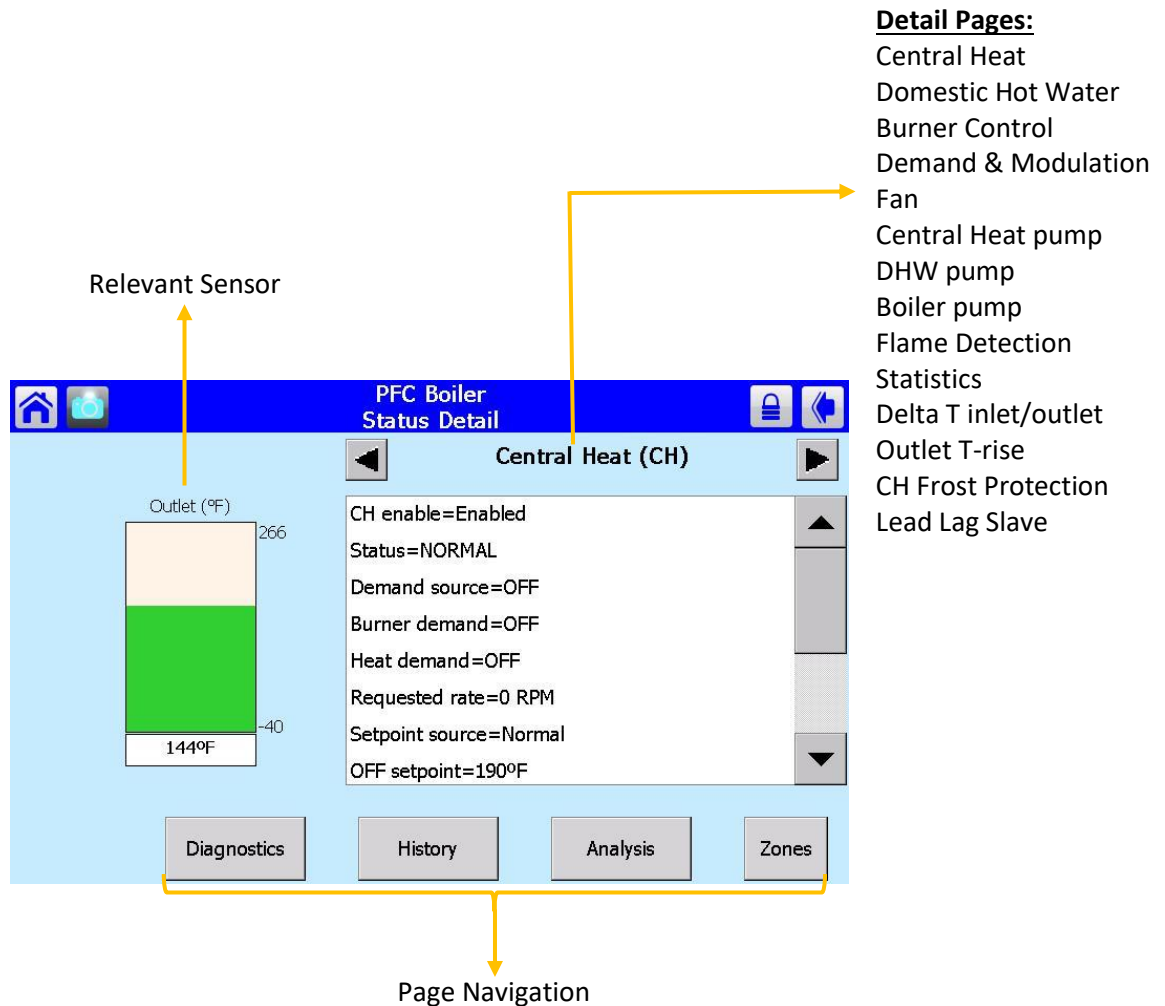 Detail Pages:
Central Heat
Domestic Hot Water
Burner Control
Demand & Modulation
Fan
Central Heat pump
DHW pump
Boiler pump
Flame Detection
Statistics
Delta T inlet/outlet
Outlet T-rise
CH Frost Protection
Lead Lag Slave
Relevant Sensor
PFC Boiler
Status Detail
Central Heat (CH)
Outlet (ºF)
266
-40
144ºF
CH enable=Enabled
Status=NORMAL
Demand source=OFF
Burner demand=OFF
Heat demand=OFF
Requested rate=0 RPM
Setpoint source=Normal
OFF setpoint=190ºF
Diagnostics
History
Analysis
Zones
Page Navigation